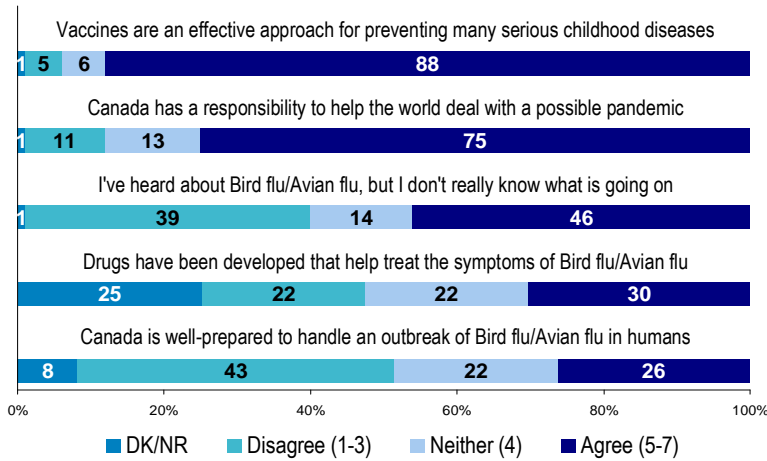 Vaccines are an effective approach for preventing many serious childhood diseases
1 5 6 88
Canada has a responsibility to help the world deal with a possible pandemic
1 11 13 75
I've heard about Bird flu/Avian flu, but I don't really know what is going on
1 39 14 46
Drugs have been developed that help treat the symptoms of Bird flu/Avian flu
25 22 22 30
Canada is well-prepared to handle an outbreak of Bird flu/Avian flu in humans
8 43 22 26
0% 20% 40% 60% 80% 100%
DK/NR Disagree (1-3) Neither (4) Agree (5-7)